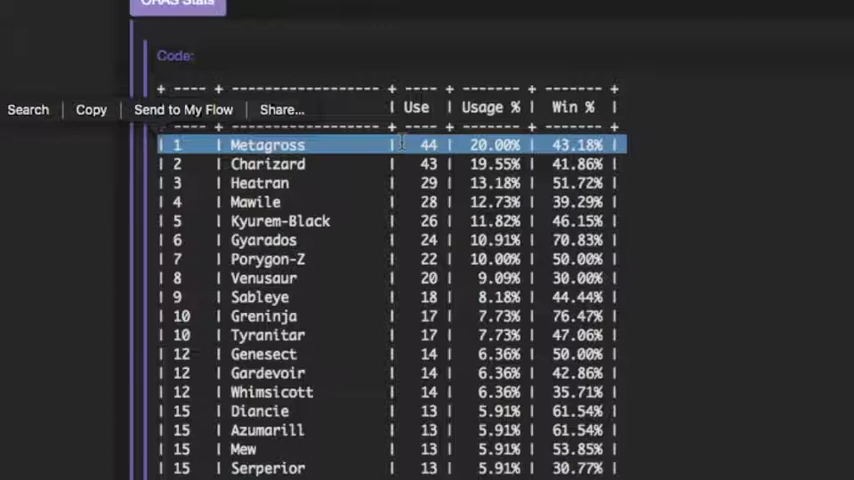 ORAS Stats
Code:
+ ---- + ------------------ + ---- + ------- + ------- +
Search | Copy | Send to My Flow | Share... | Use | Usage % | Win % |
+ ---- + ------------------ + ---- + ------- + ------- +
| 1 | Metagross | 44 | 20.00% | 43.18% |
| 2 | Charizard | 43 | 19.55% | 41.86% |
| 3 | Heatran | 29 | 13.18% | 51.72% |
| 4 | Mawile | 28 | 12.73% | 39.29% |
| 5 | Kyurem-Black | 26 | 11.82% | 46.15% |
| 6 | Gyarados | 24 | 10.91% | 70.83% |
| 7 | Porygon-Z | 22 | 10.00% | 50.00% |
| 8 | Venusaur | 20 | 9.09% | 30.00% |
| 9 | Sableye | 18 | 8.18% | 44.44% |
| 10 | Greninja | 17 | 7.73% | 76.47% |
| 10 | Tyranitar | 17 | 7.73% | 47.06% |
| 12 | Genesect | 14 | 6.36% | 50.00% |
| 12 | Gardevoir | 14 | 6.36% | 42.86% |
| 12 | Whimsicott | 14 | 6.36% | 35.71% |
| 15 | Diancie | 13 | 5.91% | 61.54% |
| 15 | Azumarill | 13 | 5.91% | 61.54% |
| 15 | Mew | 13 | 5.91% | 53.85% |
| 15 | Serperior | 13 | 5.91% | 30.77% |